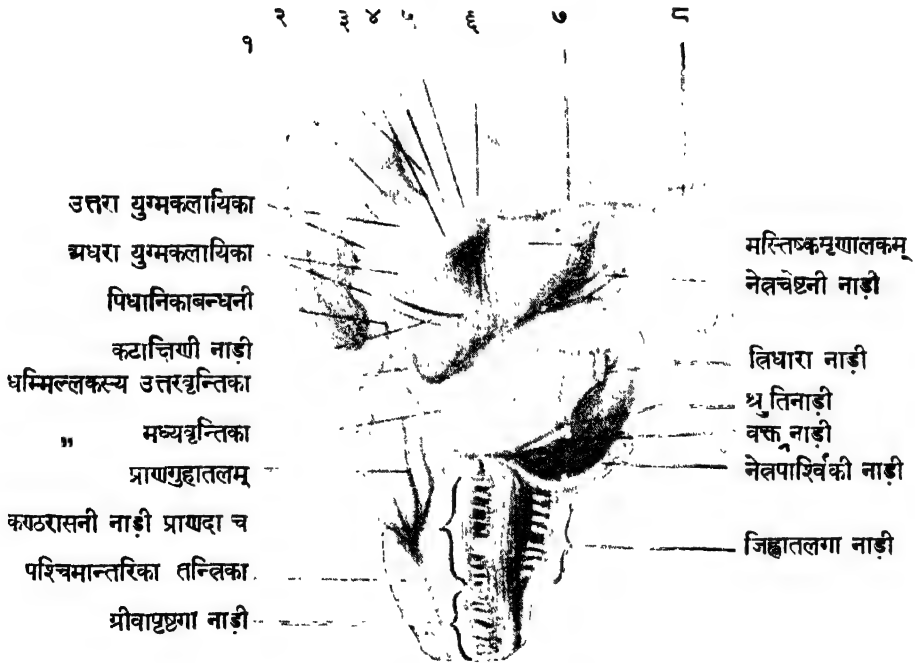 १ २ ३ ४ ५ ६ ७ ८
उत्तरा युग्मकलायिका
अधरा युग्मकलायिका
पिधानिकाबन्धनी
कटाक्षिणी नाड़ी
धम्मिल्लकस्य उत्तरवृन्तिका
„ मध्यवृन्तिका
प्राणगुहातलम्
कण्ठरासनी नाड़ी प्राणदा च
पश्चिमान्तरिका तन्त्रिका
ग्रीवापृष्ठगा नाड़ी
मस्तिष्कमृणालकम्
नेत्रचेष्टनी नाड़ी
त्रिधारा नाड़ी
श्रुतिनाड़ी
वक्त्रनाड़ी
नेत्रपार्श्विकी नाड़ी
जिह्वातलगा नाड़ी